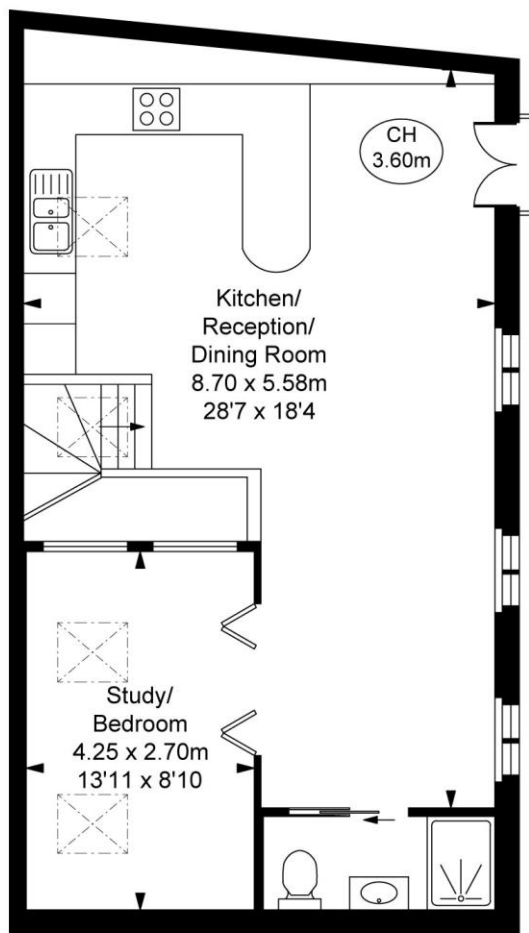 CH
3.60m
Kitchen/
Reception/
Dining Room
8.70 x 5.58m
28'7 x 18'4
Study/
Bedroom
4.25 x 2.70m
13'11 x 8'10